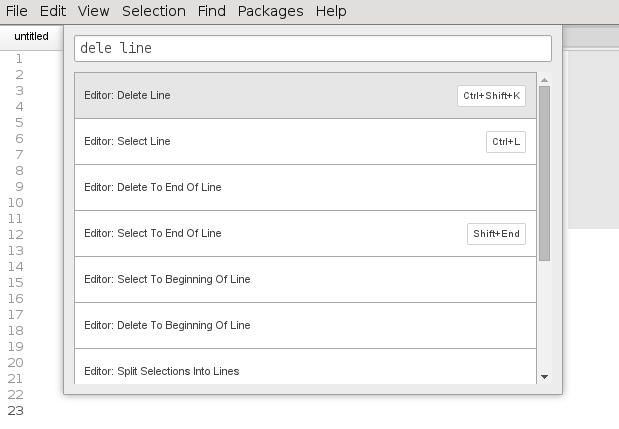 File Edit View Selection Find Packages Help
untitled
dele line
Editor: Delete Line Ctrl+Shift+K
Editor: Select Line Ctrl+L
Editor: Delete To End Of Line
Editor: Select To End Of Line Shift+End
Editor: Select To Beginning Of Line
Editor: Delete To Beginning Of Line
Editor: Split Selections Into Lines
1
2
3
4
5
6
7
8
9
10
11
12
13
14
15
16
17
18
19
20
21
22
23